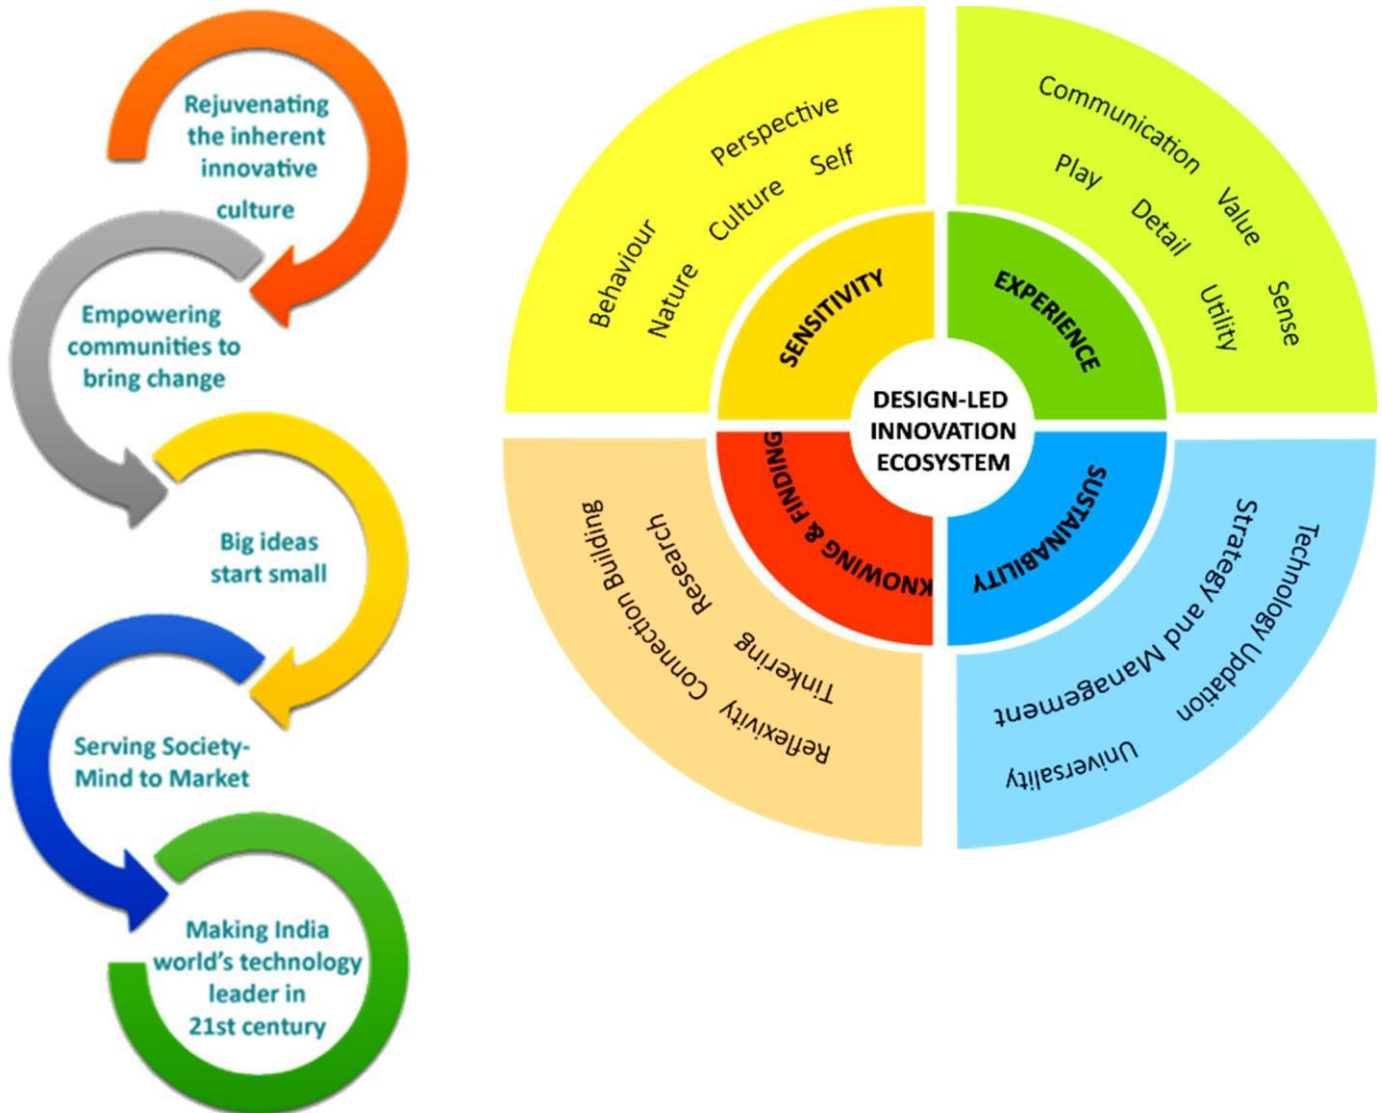 Rejuvenating
the inherent
innovative
culture
Empowering
communities to
bring change
Big ideas
start small
Serving Society-
Mind to Market
Making India
world's technology
leader in
21st century
Perspective
Self
Culture
Behaviour
Nature
SENSITIVITY
Communication
Value
Sense
Play
Detail
Utility
EXPERIENCE
DESIGN-LED
INNOVATION
ECOSYSTEM
KNOWING & FINDING
Research
Tinkering
Connection Building
Reflexivity
SUSTAINABILITY
Strategy and Management
Technology Updation
Universality